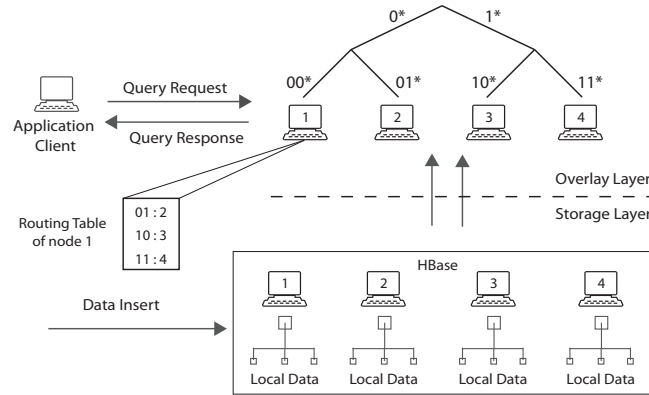 0*
1*
00*
01*
10*
11*
Query Request
1
2
3
4
Application
Client
Query Response
Overlay Layer
Storage Layer
Routing Table
of node 1
01 : 2
10 : 3
11 : 4
HBase
1
2
3
4
Data Insert
Local Data
Local Data
Local Data
Local Data